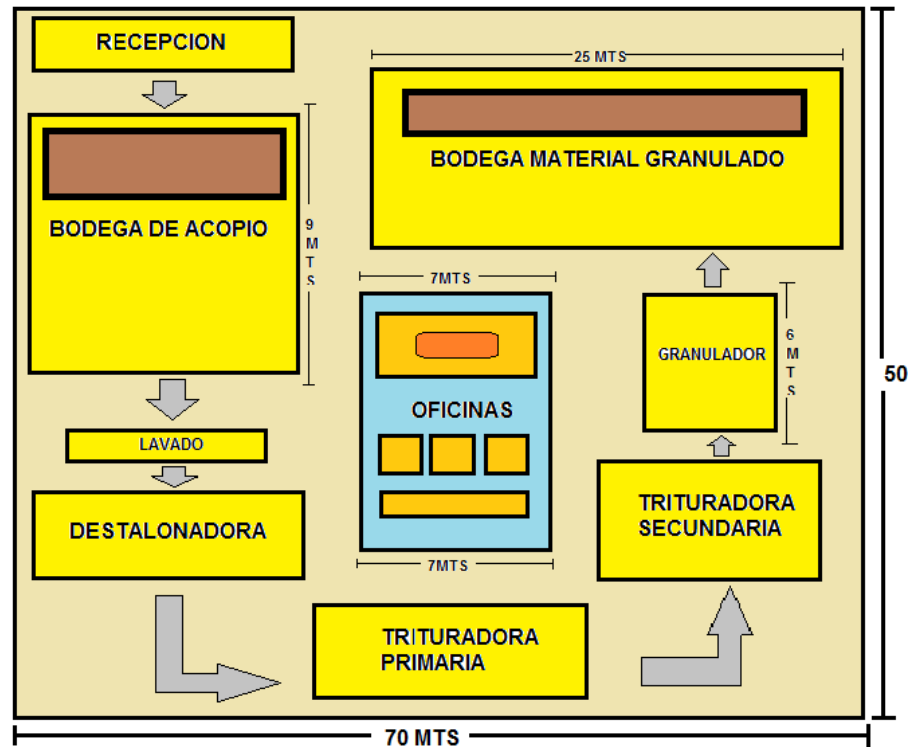 RECEPCION
25 MTS
BODEGA MATERIAL GRANULADO
BODEGA DE ACOPIO
9
M
T
S
7MTS
GRANULADOR
6
M
T
S
50
OFICINAS
LAVADO
DESTALONADORA
TRITURADORA
SECUNDARIA
7MTS
TRITURADORA
PRIMARIA
70 MTS